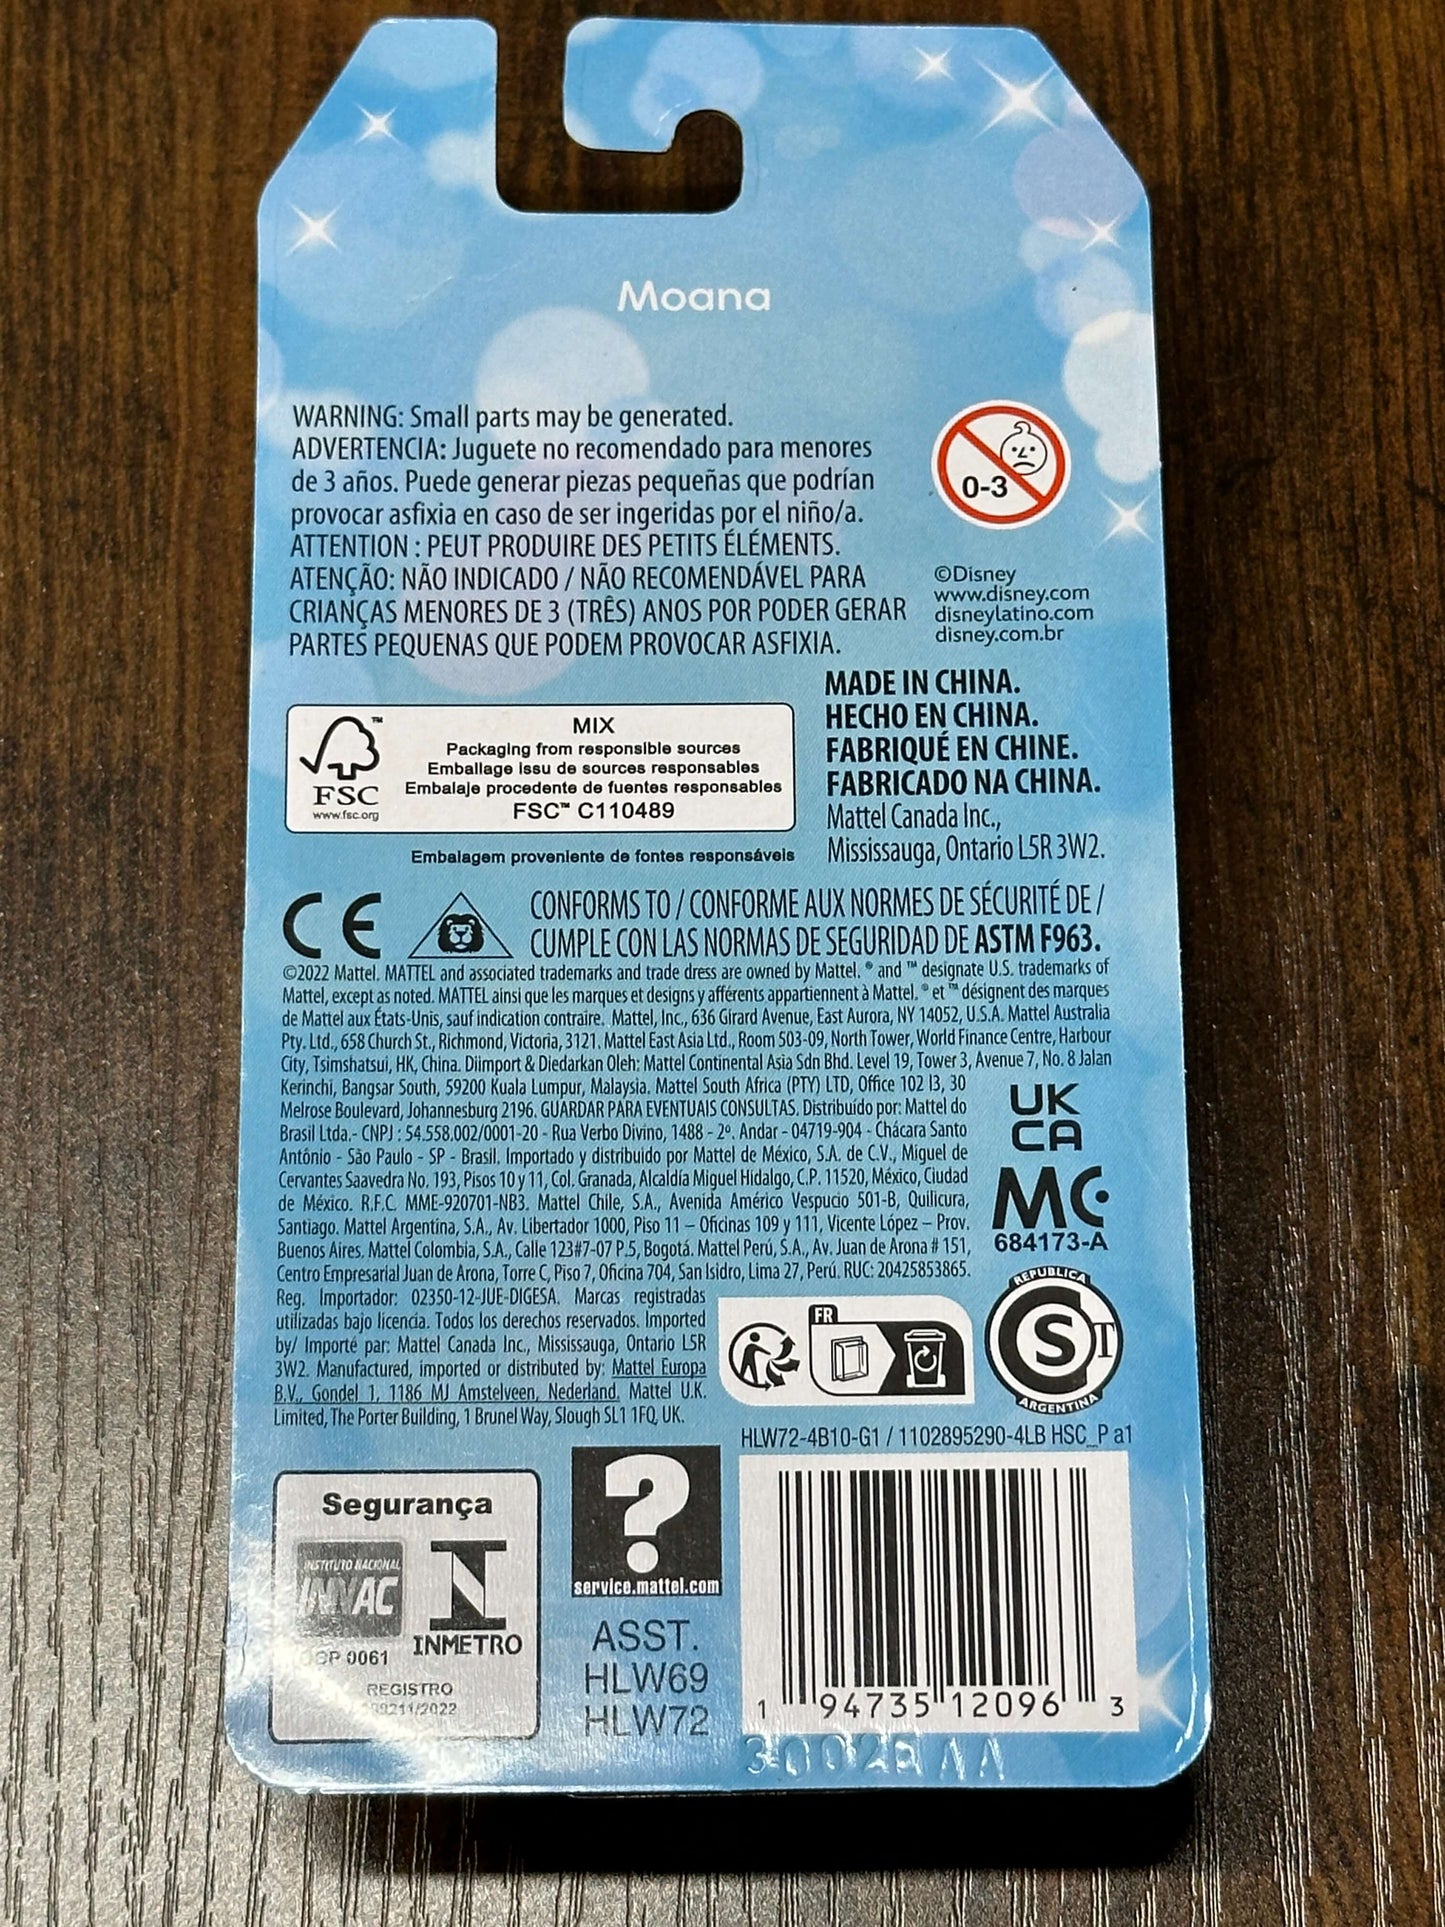 Moana
WARNING: Small parts may be generated.
ADVERTENCIA: Juguete no recomendado para menores
de 3 años. Puede generar piezas pequeñas que podrían
provocar asfixia en caso de ser ingeridas por el niño/a.
ATTENTION : PEUT PRODUIRE DES PETITS ÉLÉMENTS.
ATENÇÃO: NÃO INDICADO / NÃO RECOMENDÁVEL PARA
CRIANÇAS MENORES DE 3 (TRÊS) ANOS POR PODER GERAR
PARTES PEQUENAS QUE PODEM PROVOCAR ASFIXIA.
0-3
©Disney
www.disney.com
disneylatino.com
disney.com.br
MADE IN CHINA.
HECHO EN CHINA.
FABRIQUÉ EN CHINE.
FABRICADO NA CHINA.
Mattel Canada Inc.,
Mississauga, Ontario L5R 3W2.
FSC
www.fsc.org
MIX
Packaging from responsible sources
Emballage issu de sources responsables
Embalaje procedente de fuentes responsables
FSC™ C110489
Embalagem proveniente de fontes responsáveis
CE
CONFORMS TO / CONFORME AUX NORMES DE SÉCURITÉ DE /
CUMPLE CON LAS NORMAS DE SEGURIDAD DE ASTM F963.
©2022 Mattel. MATTEL and associated trademarks and trade dress are owned by Mattel. ® and ™ designate U.S. trademarks of
Mattel, except as noted. MATTEL ainsi que les marques et designs y afférents appartiennent à Mattel. ® et ™ désignent des marques
de Mattel aux États-Unis, sauf indication contraire. Mattel, Inc., 636 Girard Avenue, East Aurora, NY 14052, U.S.A. Mattel Australia
Pty. Ltd., 658 Church St., Richmond, Victoria, 3121. Mattel East Asia Ltd., Room 503-09, North Tower, World Finance Centre, Harbour
City, Tsimshatsui, HK, China. Diimport & Diedarkan Oleh: Mattel Continental Asia Sdn Bhd. Level 19, Tower 3, Avenue 7, No. 8 Jalan
Kerinchi, Bangsar South, 59200 Kuala Lumpur, Malaysia. Mattel South Africa (PTY) LTD, Office 102 I3, 30
Melrose Boulevard, Johannesburg 2196. GUARDAR PARA EVENTUAIS CONSULTAS. Distribuído por: Mattel do
Brasil Ltda.- CNPJ : 54.558.002/0001-20 - Rua Verbo Divino, 1488 - 2º. Andar - 04719-904 - Chácara Santo
Antônio - São Paulo - SP - Brasil. Importado y distribuido por Mattel de México, S.A. de C.V., Miguel de
Cervantes Saavedra No. 193, Pisos 10 y 11, Col. Granada, Alcaldía Miguel Hidalgo, C.P. 11520, México, Ciudad
de México. R.F.C. MME-920701-NB3. Mattel Chile, S.A., Avenida Américo Vespucio 501-B, Quilicura,
Santiago. Mattel Argentina, S.A., Av. Libertador 1000, Piso 11 – Oficinas 109 y 111, Vicente López – Prov.
Buenos Aires. Mattel Colombia, S.A., Calle 123#7-07 P.5, Bogotá. Mattel Perú, S.A., Av. Juan de Arona # 151,
Centro Empresarial Juan de Arona, Torre C, Piso 7, Oficina 704, San Isidro, Lima 27, Perú. RUC: 20425853865.
Reg. Importador: 02350-12-JUE-DIGESA. Marcas registradas
utilizadas bajo licencia. Todos los derechos reservados. Imported
by/ Importé par: Mattel Canada Inc., Mississauga, Ontario L5R
3W2. Manufactured, imported or distributed by: Mattel Europa
B.V., Gondel 1, 1186 MJ Amstelveen, Nederland. Mattel U.K.
Limited, The Porter Building, 1 Brunel Way, Slough SL1 1FQ, UK.
UK
CA
MC
684173-A
REPUBLICA
S T
ARGENTINA
FR
HLW72-4B10-G1 / 1102895290-4LB HSC_P a1
Segurança
INSTITUTO NACIONAL
INNAC
0061
REGISTRO
INMETRO
?
service.mattel.com
ASST.
HLW69
HLW72
1 94735 12096 3